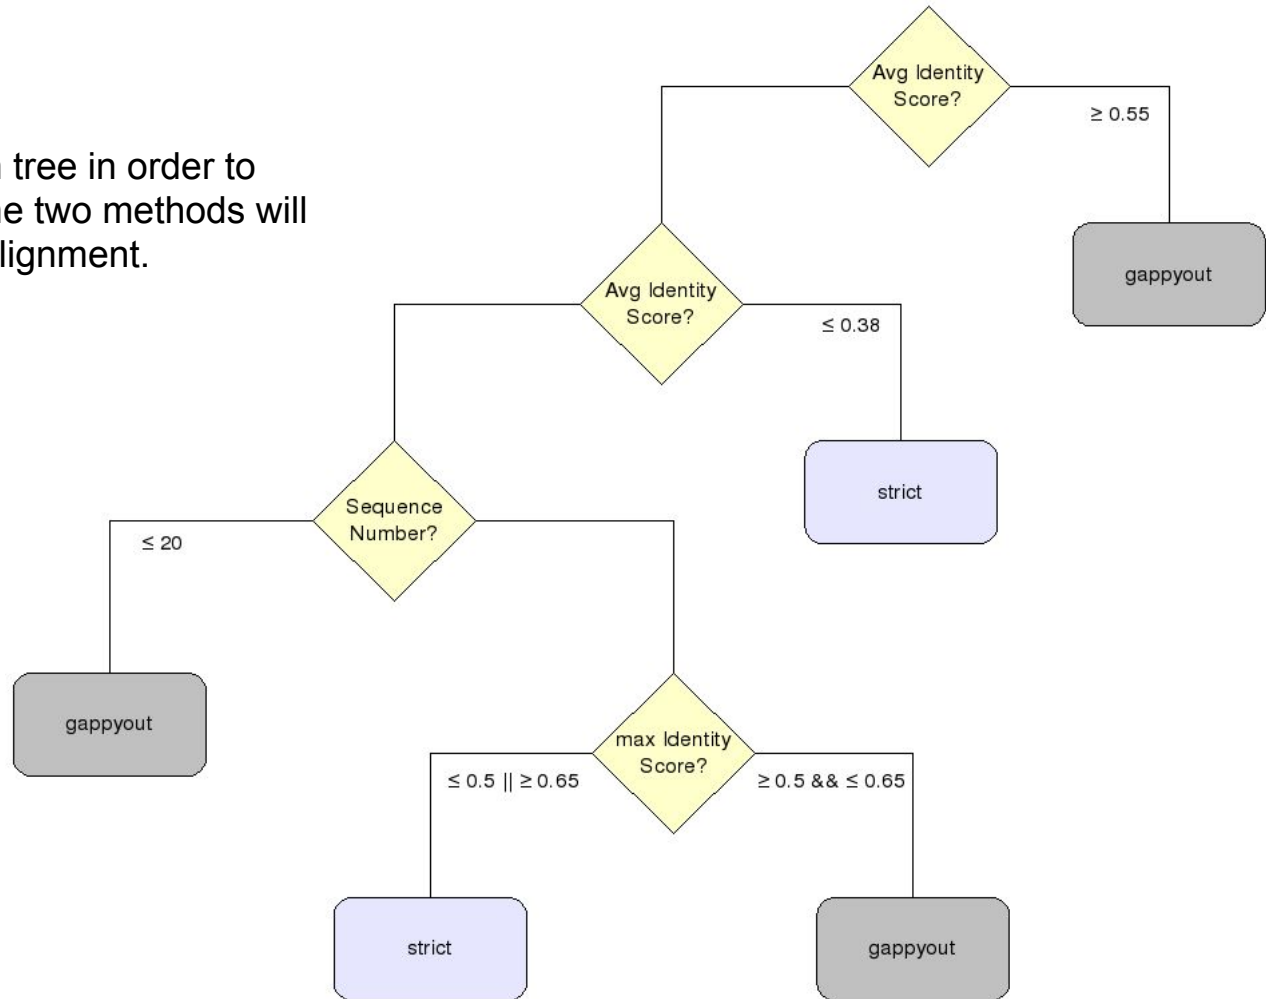 Avg Identity
Score?
≥ 0.55
tree in order to
two methods will
gappyout
Avg Identity
Score?
≤ 0.38
strict
Sequence
Number?
≤ 20
gappyout
max Identity
Score?
≤ 0.5 || ≥ 0.65
≥ 0.5 && ≤ 0.65
strict
gappyout